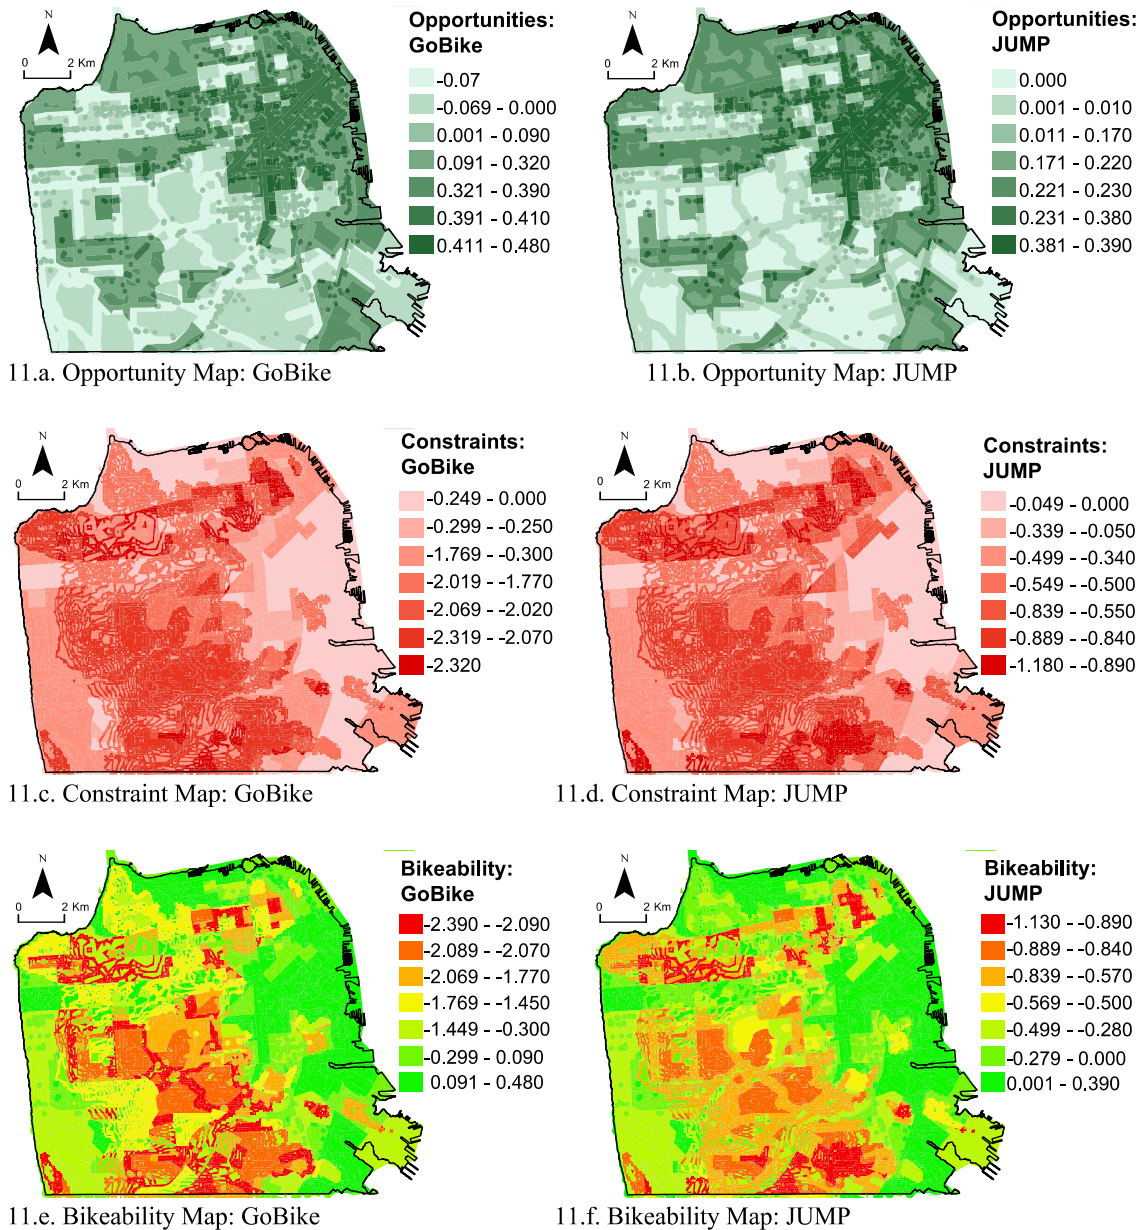 Opportunities:
GoBike
N
0 2 Km
-0.07
-0.069 - 0.000
0.001 - 0.090
0.091 - 0.320
0.321 - 0.390
0.391 - 0.410
0.411 - 0.480
11.a. Opportunity Map: GoBike
Opportunities:
JUMP
N
0 2 Km
0.000
0.001 - 0.010
0.011 - 0.170
0.171 - 0.220
0.221 - 0.230
0.231 - 0.380
0.381 - 0.390
11.b. Opportunity Map: JUMP
Constraints:
GoBike
N
0 2 Km
-0.249 - 0.000
-0.299 - -0.250
-1.769 - -0.300
-2.019 - -1.770
-2.069 - -2.020
-2.319 - -2.070
-2.320
11.c. Constraint Map: GoBike
Constraints:
JUMP
N
0 2 Km
-0.049 - 0.000
-0.339 - -0.050
-0.499 - -0.340
-0.549 - -0.500
-0.839 - -0.550
-0.889 - -0.840
-1.180 - -0.890
11.d. Constraint Map: JUMP
Bikeability:
GoBike
N
0 2 Km
-2.390 - -2.090
-2.089 - -2.070
-2.069 - -1.770
-1.769 - -1.450
-1.449 - -0.300
-0.299 - 0.090
0.091 - 0.480
11.e. Bikeability Map: GoBike
Bikeability:
JUMP
N
0 2 Km
-1.130 - -0.890
-0.889 - -0.840
-0.839 - -0.570
-0.569 - -0.500
-0.499 - -0.280
-0.279 - 0.000
0.001 - 0.390
11.f. Bikeability Map: JUMP